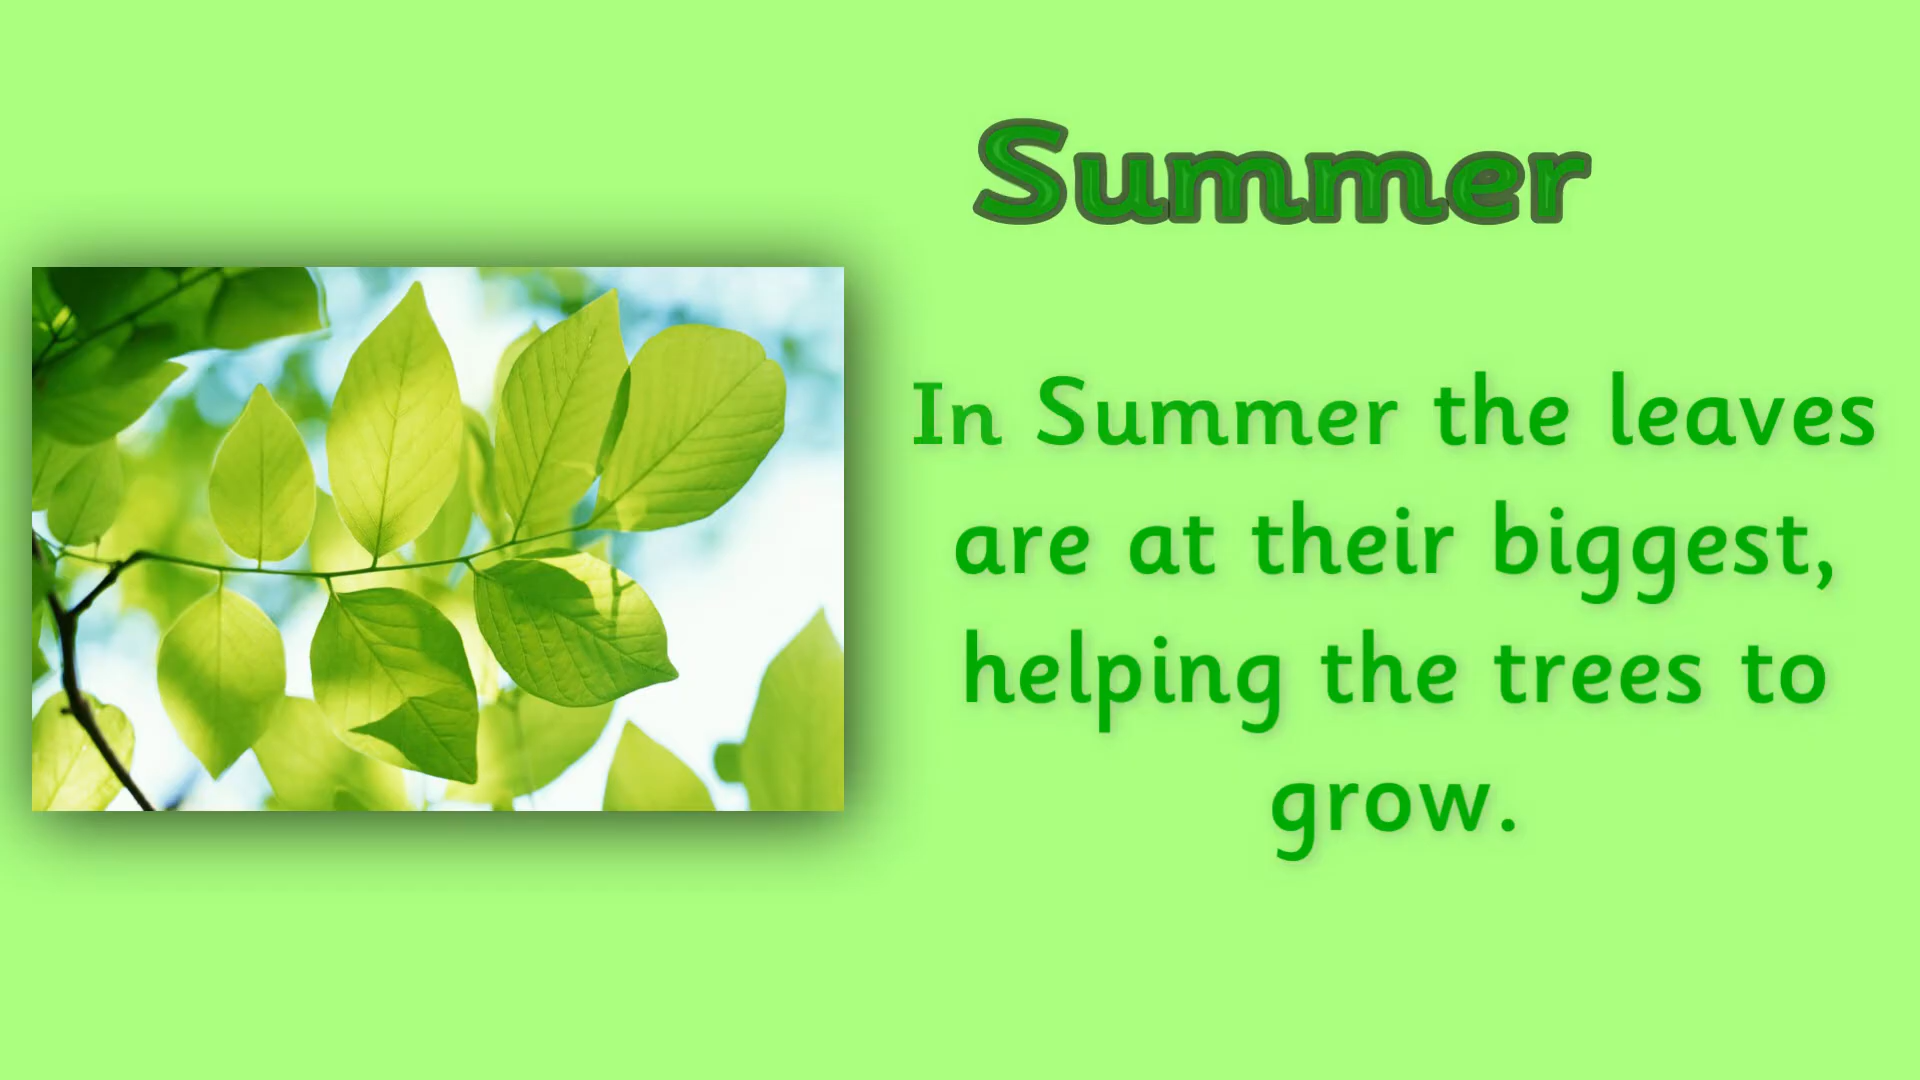 Summer
In Summer the leaves
are at their biggest,
helping the trees to
grow.